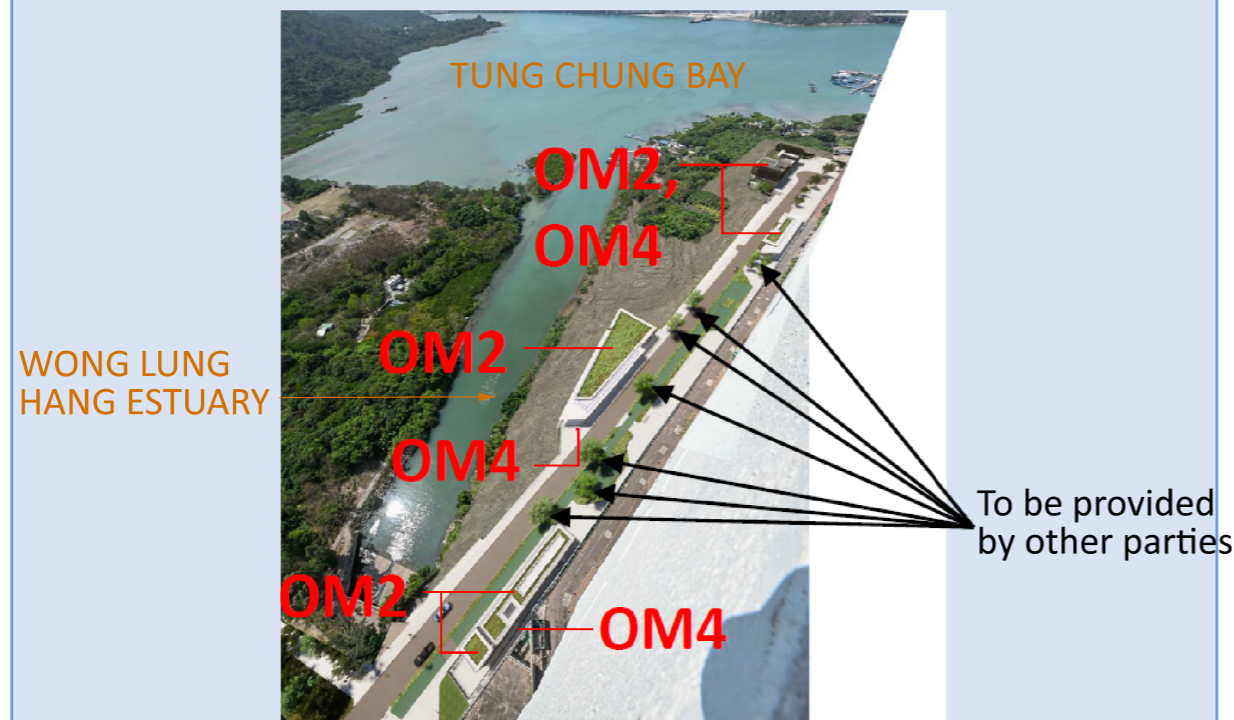 TUNG CHUNG BAY
OM2,
OM4
OM2
WONG LUNG
HANG ESTUARY
OM4
To be provided
by other parties
OM2
OM4